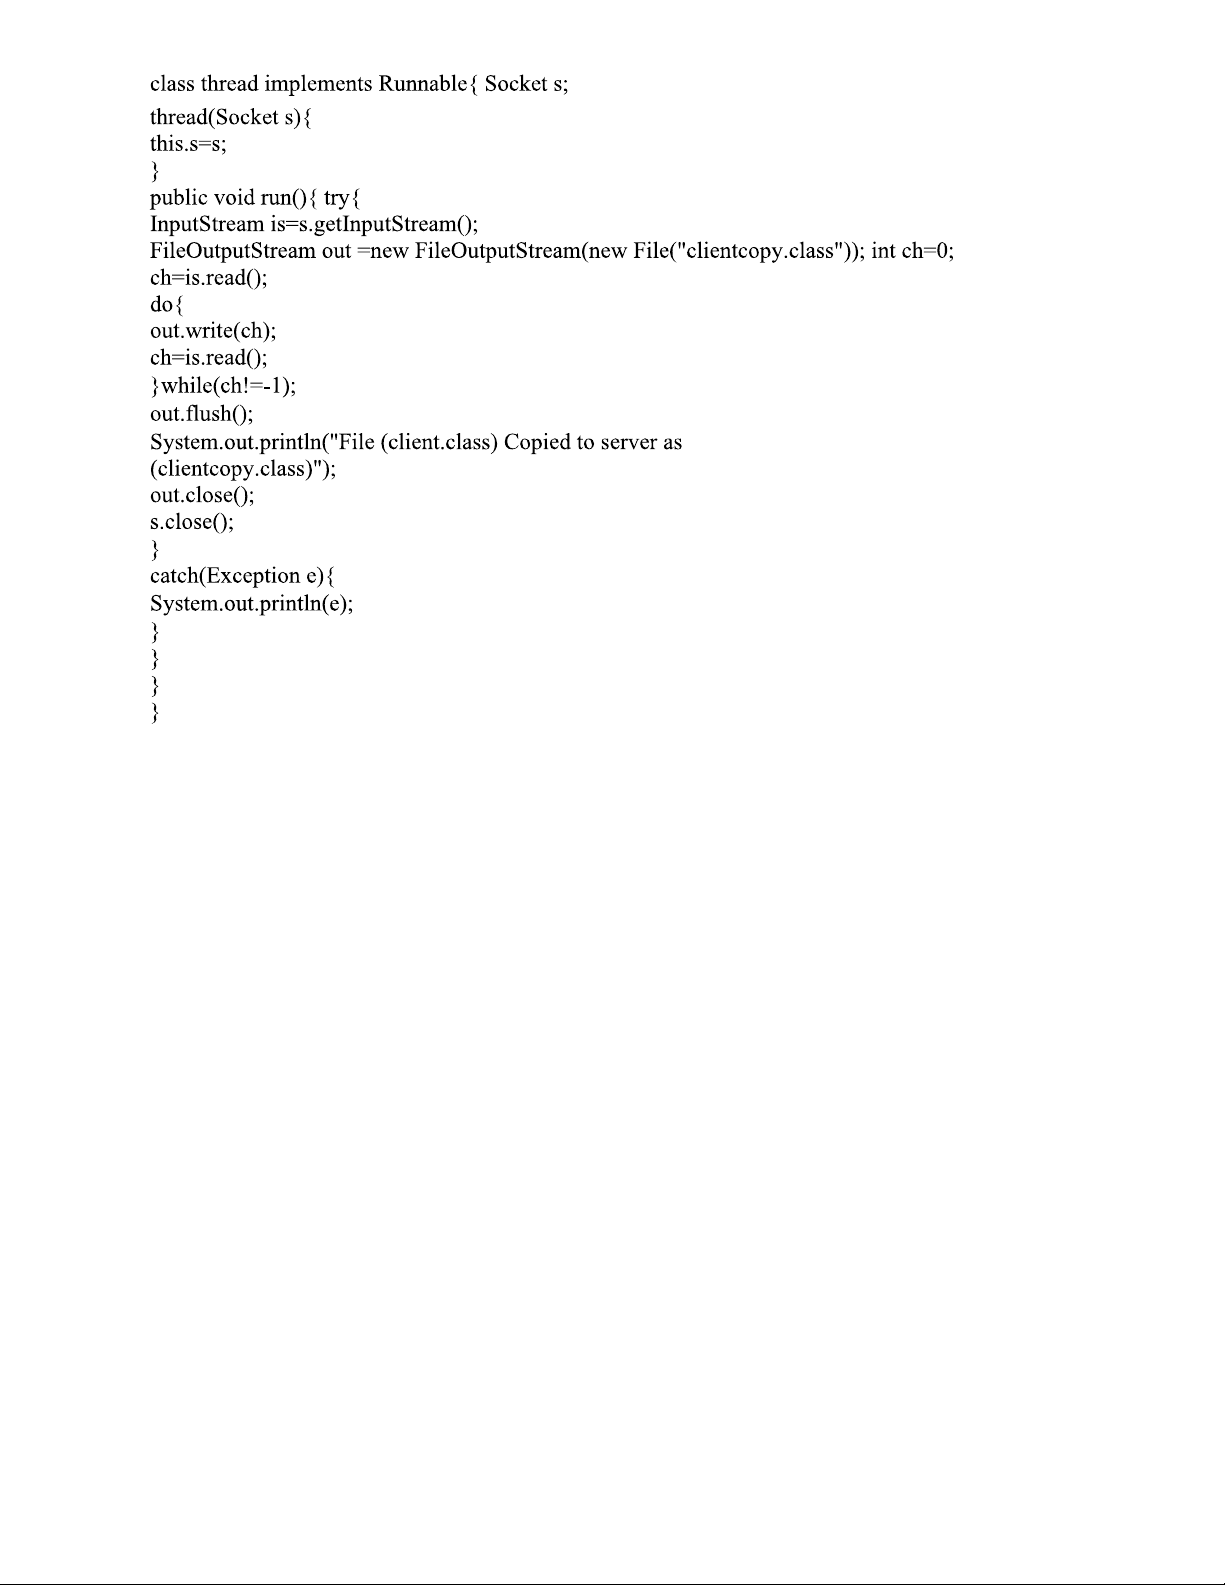 class thread implements Runnable{ Socket s;
thread(Socket s){
this.s=s;
}
public void run(){ try{
InputStream is=s.getInputStream();
FileOutputStream out =new FileOutputStream(new File("clientcopy.class")); int ch=0;
ch=is.read();
do{
out.write(ch);
ch=is.read();
}while(ch!=-1);
out.flush();
System.out.println("File (client.class) Copied to server as
(clientcopy.class)");
out.close();
s.close();
}
catch(Exception e){
System.out.println(e);
}
}
}
}